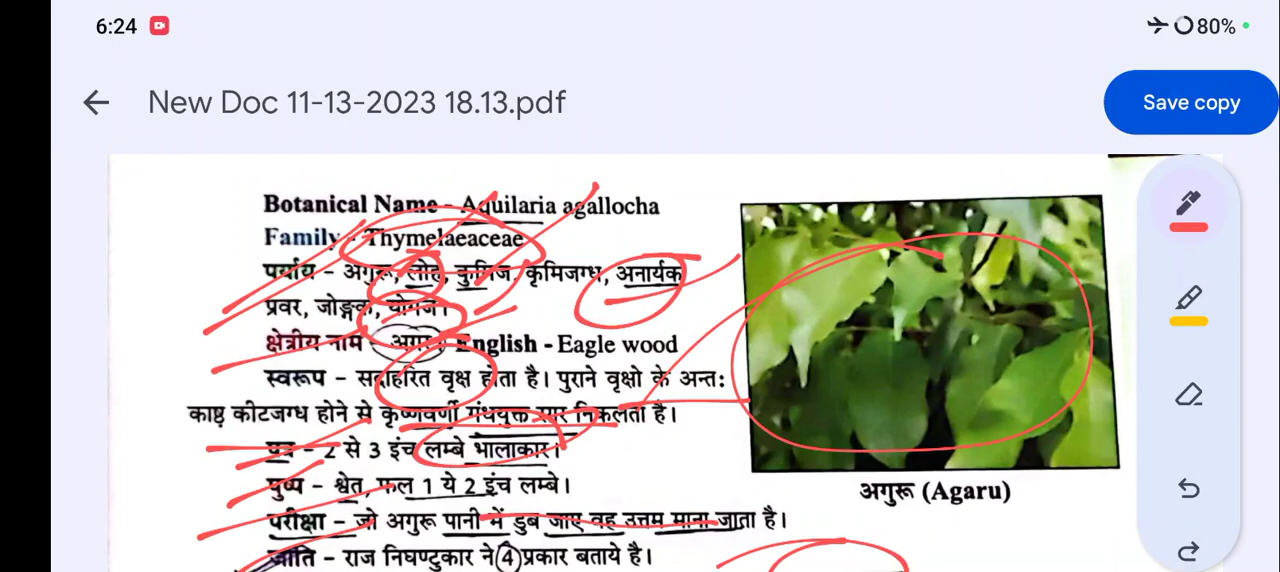 6:24
80%
New Doc 11-13-2023 18.13.pdf
Save copy
Botanical Name - Aquilaria agallocha
Family - Thymelaeaceae
पर्याय - अगुरू, लोह, कृमिज, कृमिजग्ध, अनार्यक
प्रवर, जोङ्गक, योगज।
क्षेत्रीय नाम - अगर। English - Eagle wood
स्वरूप - सदाहरित वृक्ष होता है। पुराने वृक्षो के अन्त:
काष्ठ कीटजग्ध होने से कृष्णवर्णी गंधयुक्त सार निकलता है।
पत्र - 2 से 3 इंच लम्बे भालाकार।
पुष्प - श्वेत, फल 1 ये 2 इंच लम्बे।
परीक्षा - जो अगुरू पानी में डुब जाए वह उत्तम माना जाता है।
जाति - राज निघण्टुकार ने 4 प्रकार बताये है।
अगुरू (Agaru)